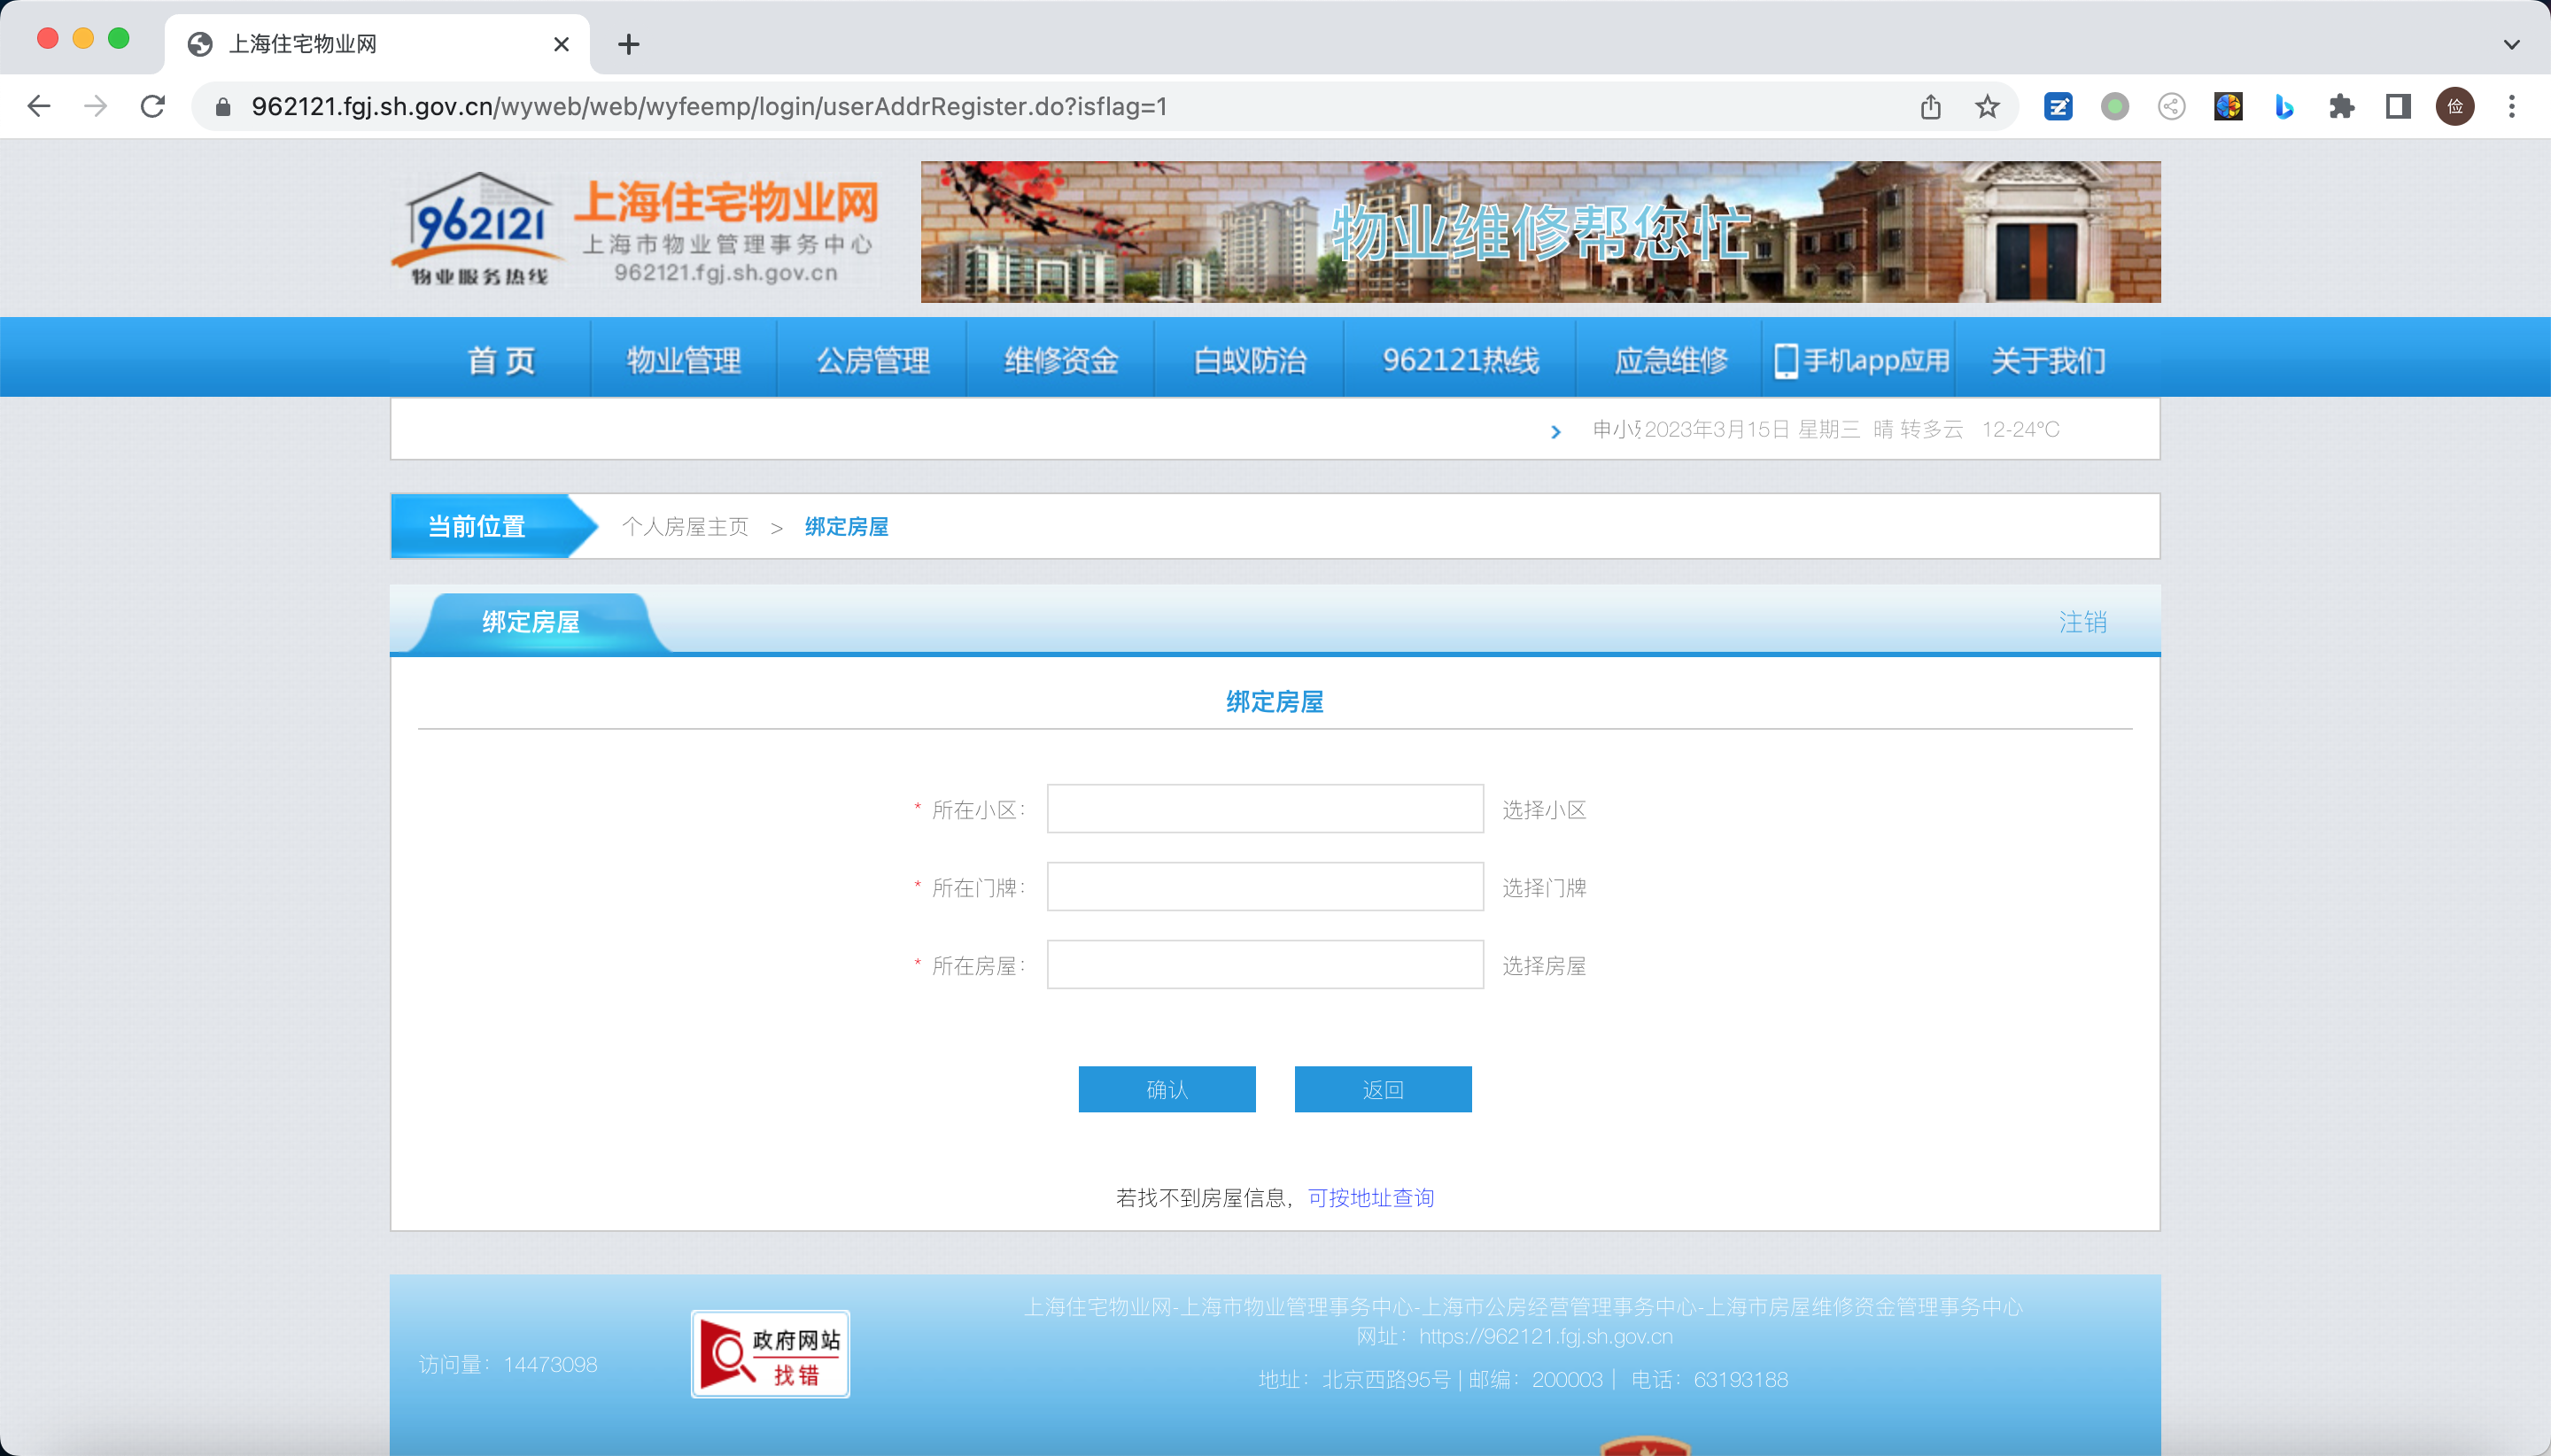 上海住宅物业网
962121.fgj.sh.gov.cn/wyweb/web/wyfeemp/login/userAddrRegister.do?isflag=1
俭
962121
物业服务热线
上海住宅物业网
上海市物业管理事务中心
962121.fgj.sh.gov.cn
物业维修帮您忙
首 页 物业管理 公房管理 维修资金 白蚁防治 962121热线 应急维修 手机app应用 关于我们
申小 2023年3月15日 星期三 晴 转多云 12-24℃
当前位置 个人房屋主页 > 绑定房屋
绑定房屋 注销
绑定房屋
* 所在小区： 选择小区
* 所在门牌： 选择门牌
* 所在房屋： 选择房屋
确认 返回
若找不到房屋信息，可按地址查询
上海住宅物业网-上海市物业管理事务中心-上海市公房经营管理事务中心-上海市房屋维修资金管理事务中心
网址：https://962121.fgj.sh.gov.cn
访问量：14473098
政府网站
找错
地址：北京西路95号 | 邮编：200003 | 电话：63193188